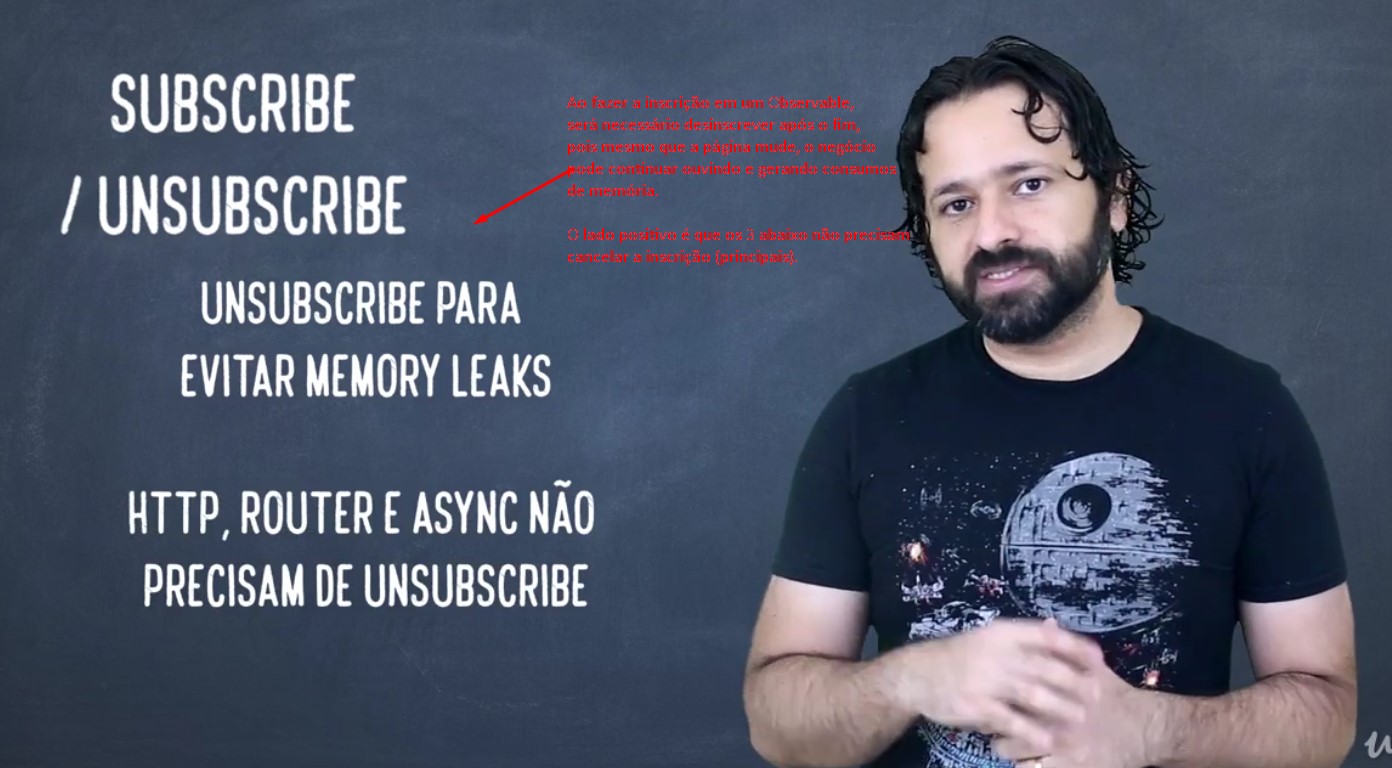 SUBSCRIBE
/ UNSUBSCRIBE
Ao fazer a inscrição em um Observable,
será necessário desinscrever após o fim,
pois mesmo que a página mude, o negócio
pode continuar ouvindo e gerando consumos
de memória.
O lado positivo é que os 3 abaixo não precisam
cancelar a inscrição (principais).
UNSUBSCRIBE PARA
EVITAR MEMORY LEAKS
HTTP, ROUTER E ASYNC NÃO
PRECISAM DE UNSUBSCRIBE